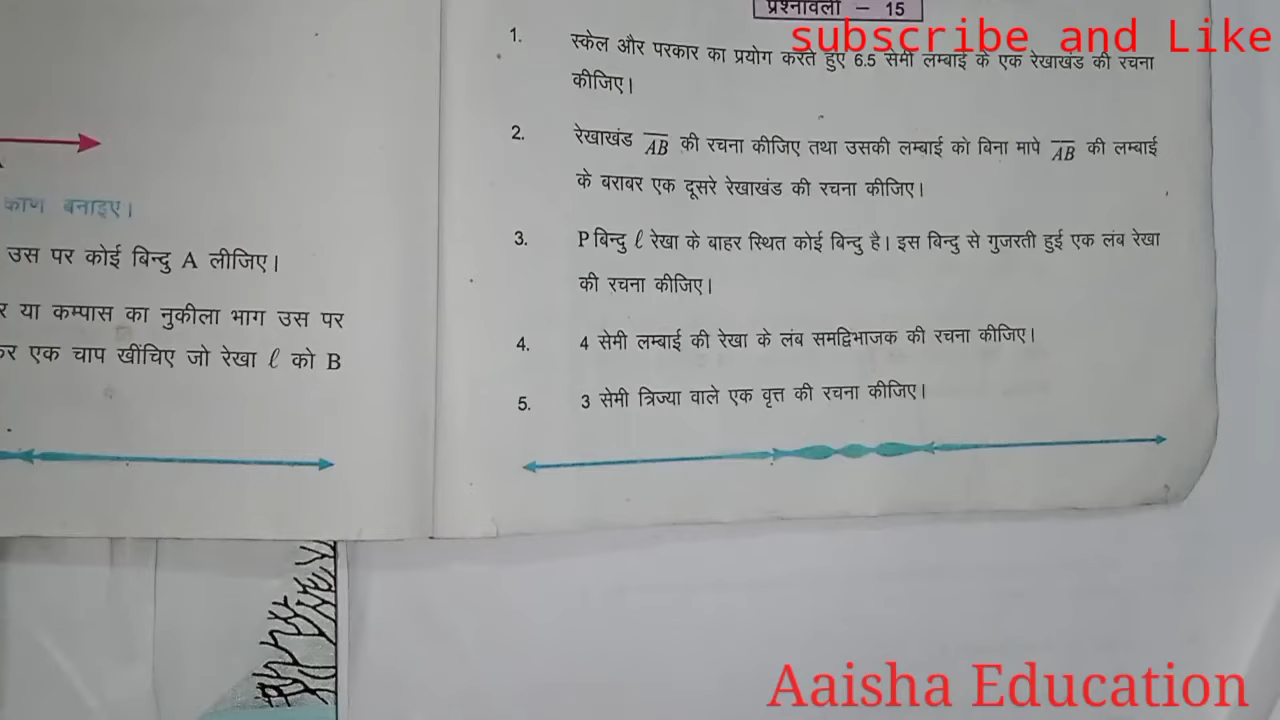 प्रश्नावली – 15
subscribe and Like
1. स्केल और परकार का प्रयोग करते हुए 6.5 सेमी लम्बाई के एक रेखाखंड की रचना
कीजिए।
2. रेखाखंड AB की रचना कीजिए तथा उसकी लम्बाई को बिना मापे AB की लम्बाई
के बराबर एक दूसरे रेखाखंड की रचना कीजिए।
3. P बिन्दु ℓ रेखा के बाहर स्थित कोई बिन्दु है। इस बिन्दु से गुजरती हुई एक लंब रेखा
की रचना कीजिए।
4. 4 सेमी लम्बाई की रेखा के लंब समद्विभाजक की रचना कीजिए।
5. 3 सेमी त्रिज्या वाले एक वृत्त की रचना कीजिए।
बनाइए।
उस पर कोई बिन्दु A लीजिए।
या कम्पास का नुकीला भाग उस पर
एक चाप खींचिए जो रेखा ℓ को B
Aaisha Education